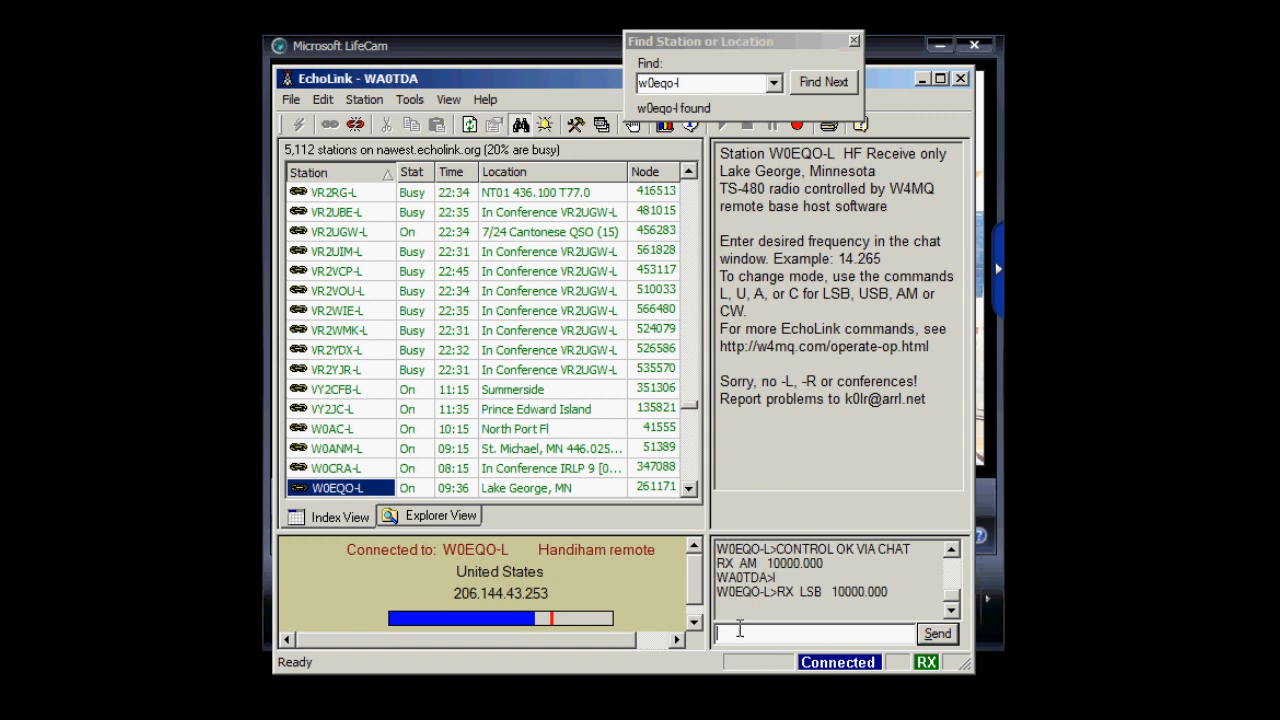 Microsoft LifeCam
Find Station or Location
Find:
w0eqo-l
Find Next
w0eqo-l found
EchoLink - WA0TDA
File Edit Station Tools View Help
5,112 stations on nawest.echolink.org (20% are busy)
Station Stat Time Location Node
VR2RG-L Busy 22:34 NT01 436.100 T77.0 416513
VR2UBE-L Busy 22:35 In Conference VR2UGW-L 481015
VR2UGW-L On 22:34 7/24 Cantonese QSO (15) 456283
VR2UIM-L Busy 22:31 In Conference VR2UGW-L 561828
VR2VCP-L Busy 22:45 In Conference VR2UGW-L 453117
VR2VOU-L Busy 22:34 In Conference VR2UGW-L 510033
VR2WIE-L Busy 22:35 In Conference VR2UGW-L 566480
VR2WMK-L Busy 22:31 In Conference VR2UGW-L 524079
VR2YDX-L Busy 22:32 In Conference VR2UGW-L 526586
VR2YJR-L Busy 22:31 In Conference VR2UGW-L 535570
VY2CFB-L On 11:15 Summerside 351306
VY2JC-L On 11:35 Prince Edward Island 135821
W0AC-L On 10:15 North Port Fl 41555
W0ANM-L On 09:15 St. Michael, MN 446.025... 51389
W0CRA-L On 08:15 In Conference IRLP 9 [0... 347088
W0EQO-L On 09:36 Lake George, MN 261171
Index View Explorer View
Station W0EQO-L HF Receive only
Lake George, Minnesota
TS-480 radio controlled by W4MQ
remote base host software
Enter desired frequency in the chat
window. Example: 14.265
To change mode, use the commands
L, U, A, or C for LSB, USB, AM or
CW.
For more EchoLink commands, see
http://w4mq.com/operate-op.html
Sorry, no -L, -R or conferences!
Report problems to k0lr@arrl.net
Connected to: W0EQO-L Handiham remote
United States
206.144.43.253
W0EQO-L>CONTROL OK VIA CHAT
RX AM 10000.000
WA0TDA>l
W0EQO-L>RX LSB 10000.000
Send
Ready
Connected
RX